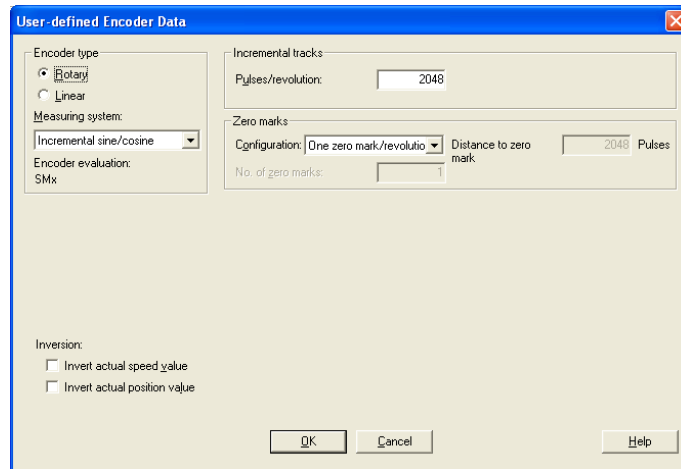 User-defined Encoder Data
Encoder type
Rotary
Linear
Measuring system:
Incremental sine/cosine
Encoder evaluation:
SMx
Incremental tracks
Pulses/revolution: 2048
Zero marks
Configuration: One zero mark/revolutio
Distance to zero mark
2048 Pulses
No. of zero marks: 1
Inversion:
Invert actual speed value
Invert actual position value
OK
Cancel
Help